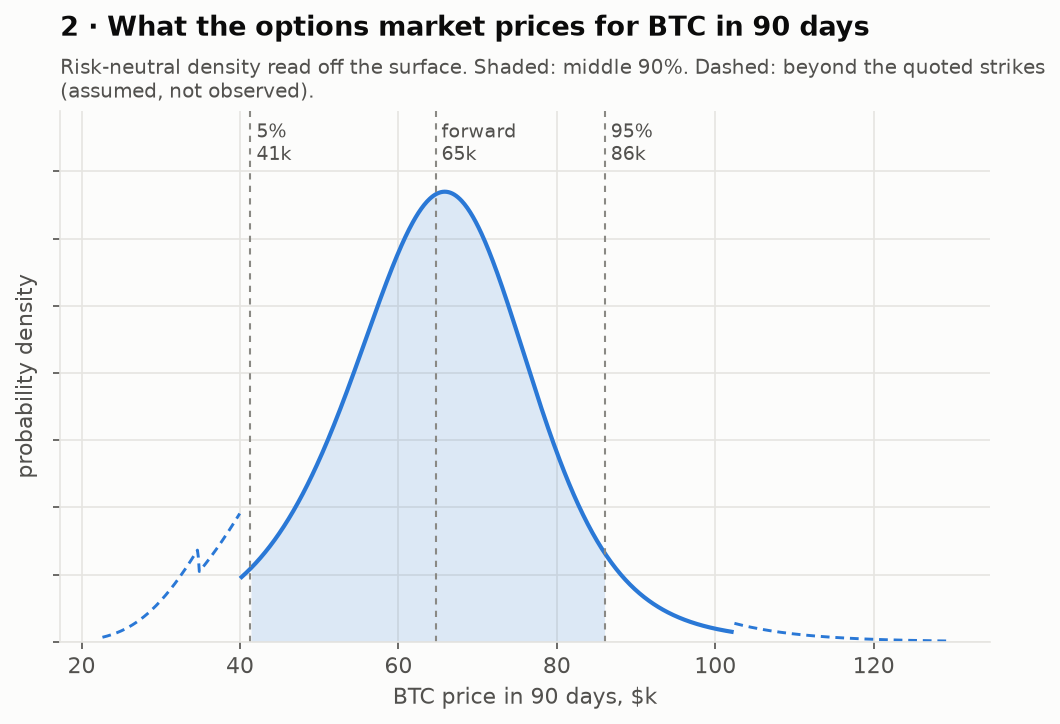 2 · What the options market prices for BTC in 90 days
Risk-neutral density read off the surface. Shaded: middle 90%. Dashed: beyond the quoted strikes
(assumed, not observed).
5%
41k
forward
65k
95%
86k
probability density
20
40
60
80
100
120
BTC price in 90 days, $k